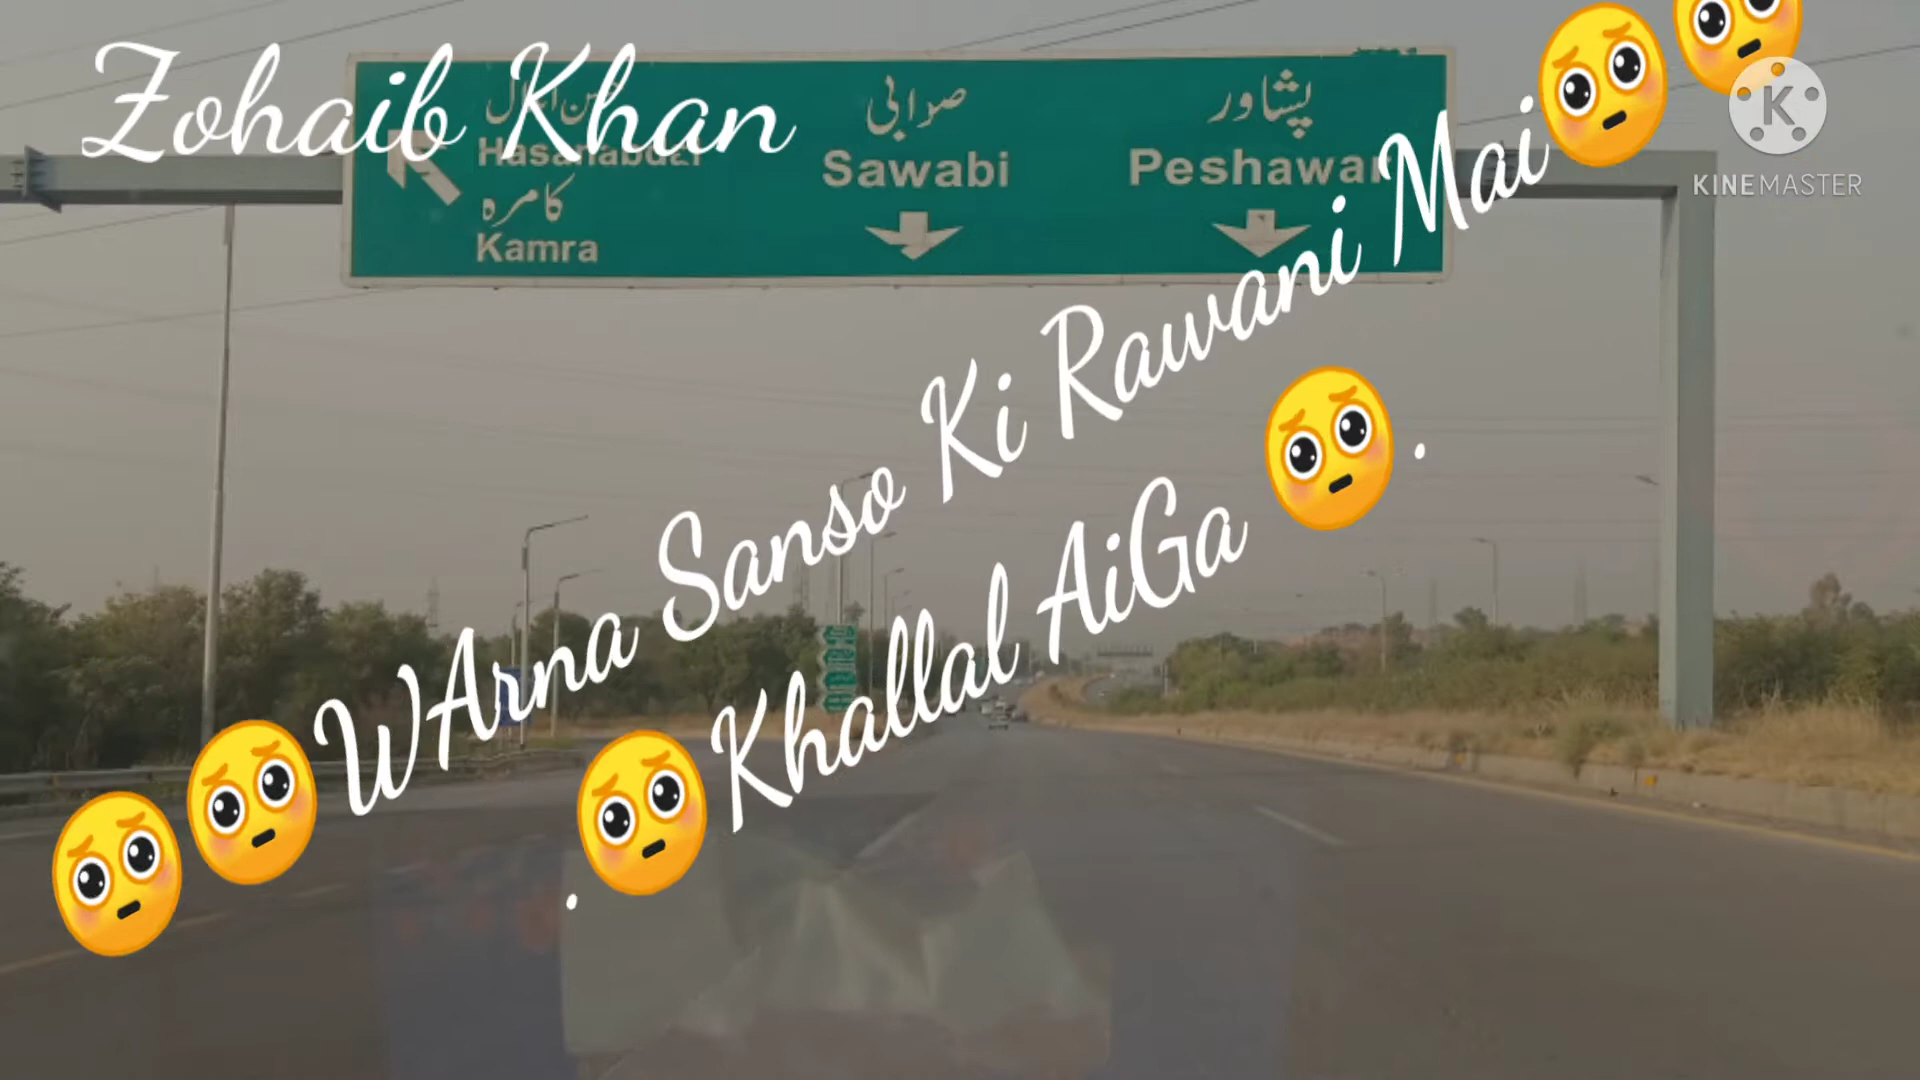 Zohaib Khan
حسن ابدال
Hasanabdal
کامرہ
Kamra
صوابی
Sawabi
پشاور
Peshawar
KINEMASTER
WArna Sanso Ki Rawani Mai
. Khallal AiGa .